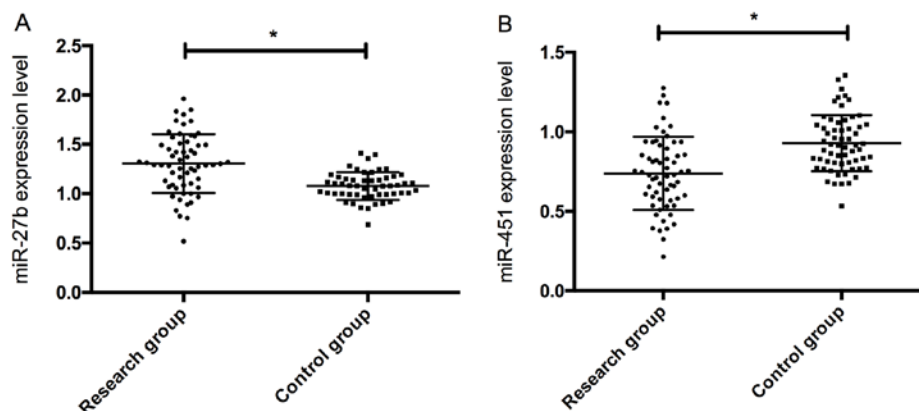 A
miR-27b expression level
2.5
2.0
1.5
1.0
0.5
0.0
*
Research group
Control group
B
miR-451 expression level
1.5
1.0
0.5
0.0
*
Research group
Control group